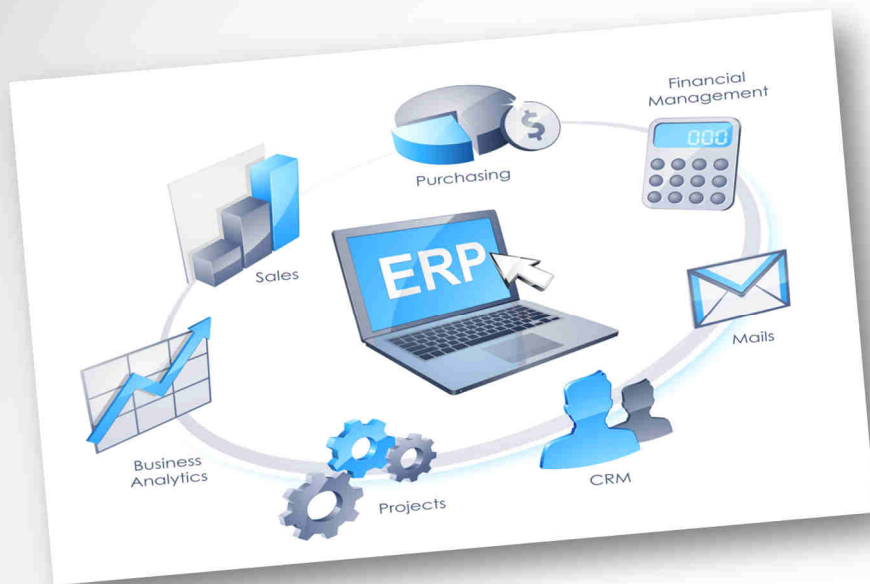 Financial
Management
000
$
Purchasing
Sales
ERP
Mails
Business
Analytics
Projects
CRM